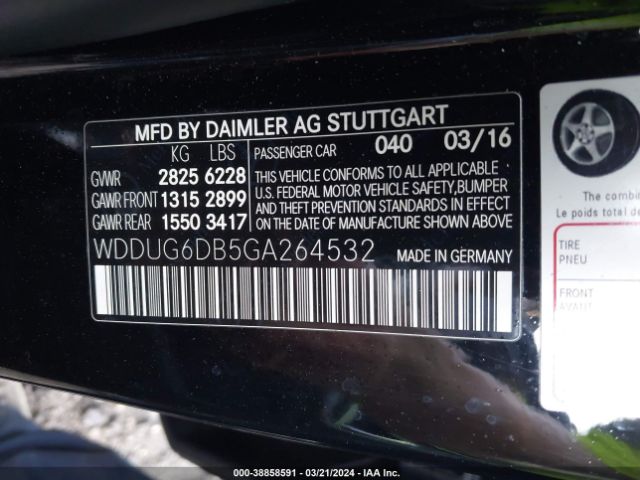 MFD BY DAIMLER AG STUTTGART
KG LBS
GVWR 2825 6228
GAWR FRONT 1315 2899
GAWR REAR 1550 3417
PASSENGER CAR 040 03/16
THIS VEHICLE CONFORMS TO ALL APPLICABLE
U.S. FEDERAL MOTOR VEHICLE SAFETY, BUMPER
AND THEFT PREVENTION STANDARDS IN EFFECT
ON THE DATE OF MANUFACTURE SHOWN ABOVE
WDDUG6DB5GA264532 MADE IN GERMANY
The combin
Le poids total d
TIRE
PNEU
FRONT
AVANT
000-38858591 - 03/21/2024 - IAA Inc.